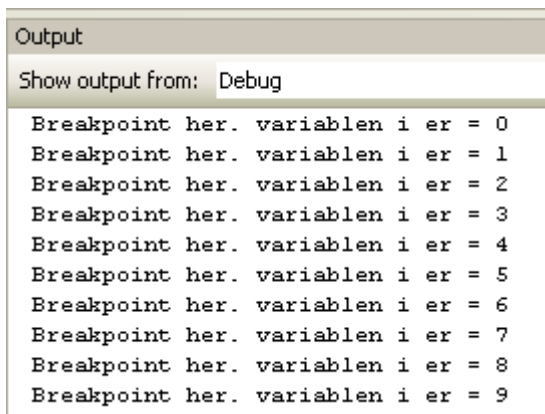 Output
Show output from: Debug
Breakpoint her. variablen i er = 0
Breakpoint her. variablen i er = 1
Breakpoint her. variablen i er = 2
Breakpoint her. variablen i er = 3
Breakpoint her. variablen i er = 4
Breakpoint her. variablen i er = 5
Breakpoint her. variablen i er = 6
Breakpoint her. variablen i er = 7
Breakpoint her. variablen i er = 8
Breakpoint her. variablen i er = 9